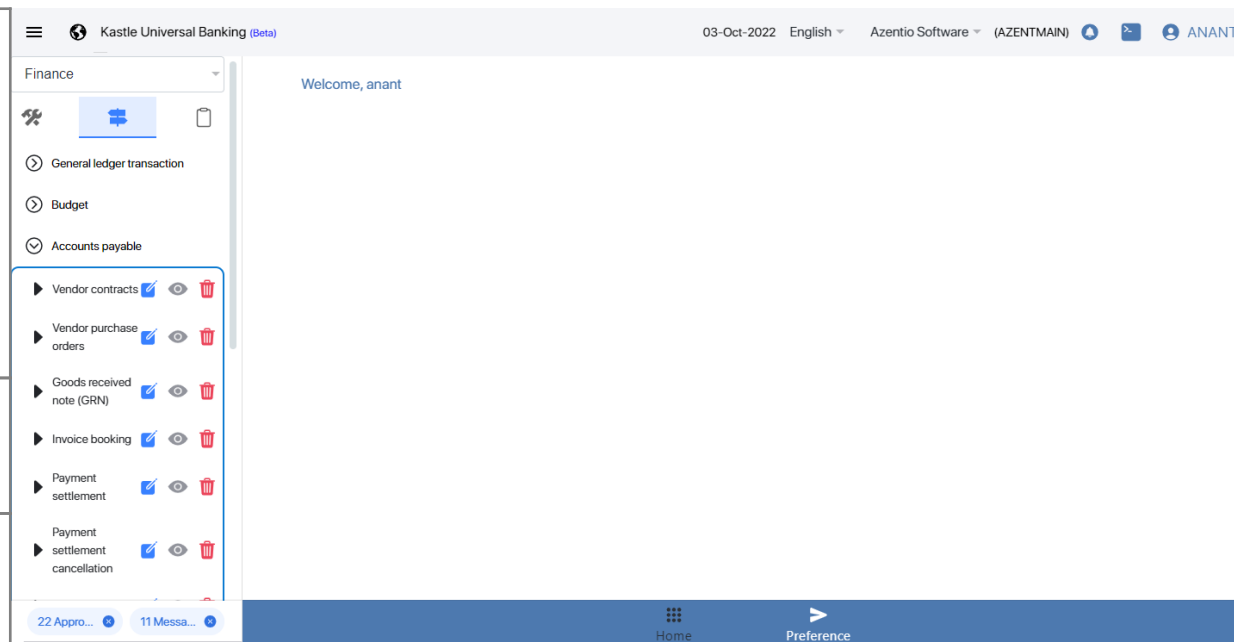 Kastle Universal Banking (Beta)
03-Oct-2022 English Azentio Software (AZENTMAIN) ANANT
Finance
Welcome, anant
General ledger transaction
Budget
Accounts payable
Vendor contracts
Vendor purchase
orders
Goods received
note (GRN)
Invoice booking
Payment
settlement
Payment
settlement
cancellation
22 Appro... 11 Messa...
Home Preference